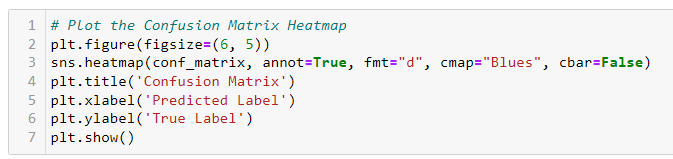 1 # Plot the Confusion Matrix Heatmap
2 plt.figure(figsize=(6, 5))
3 sns.heatmap(conf_matrix, annot=True, fmt="d", cmap="Blues", cbar=False)
4 plt.title('Confusion Matrix')
5 plt.xlabel('Predicted Label')
6 plt.ylabel('True Label')
7 plt.show()